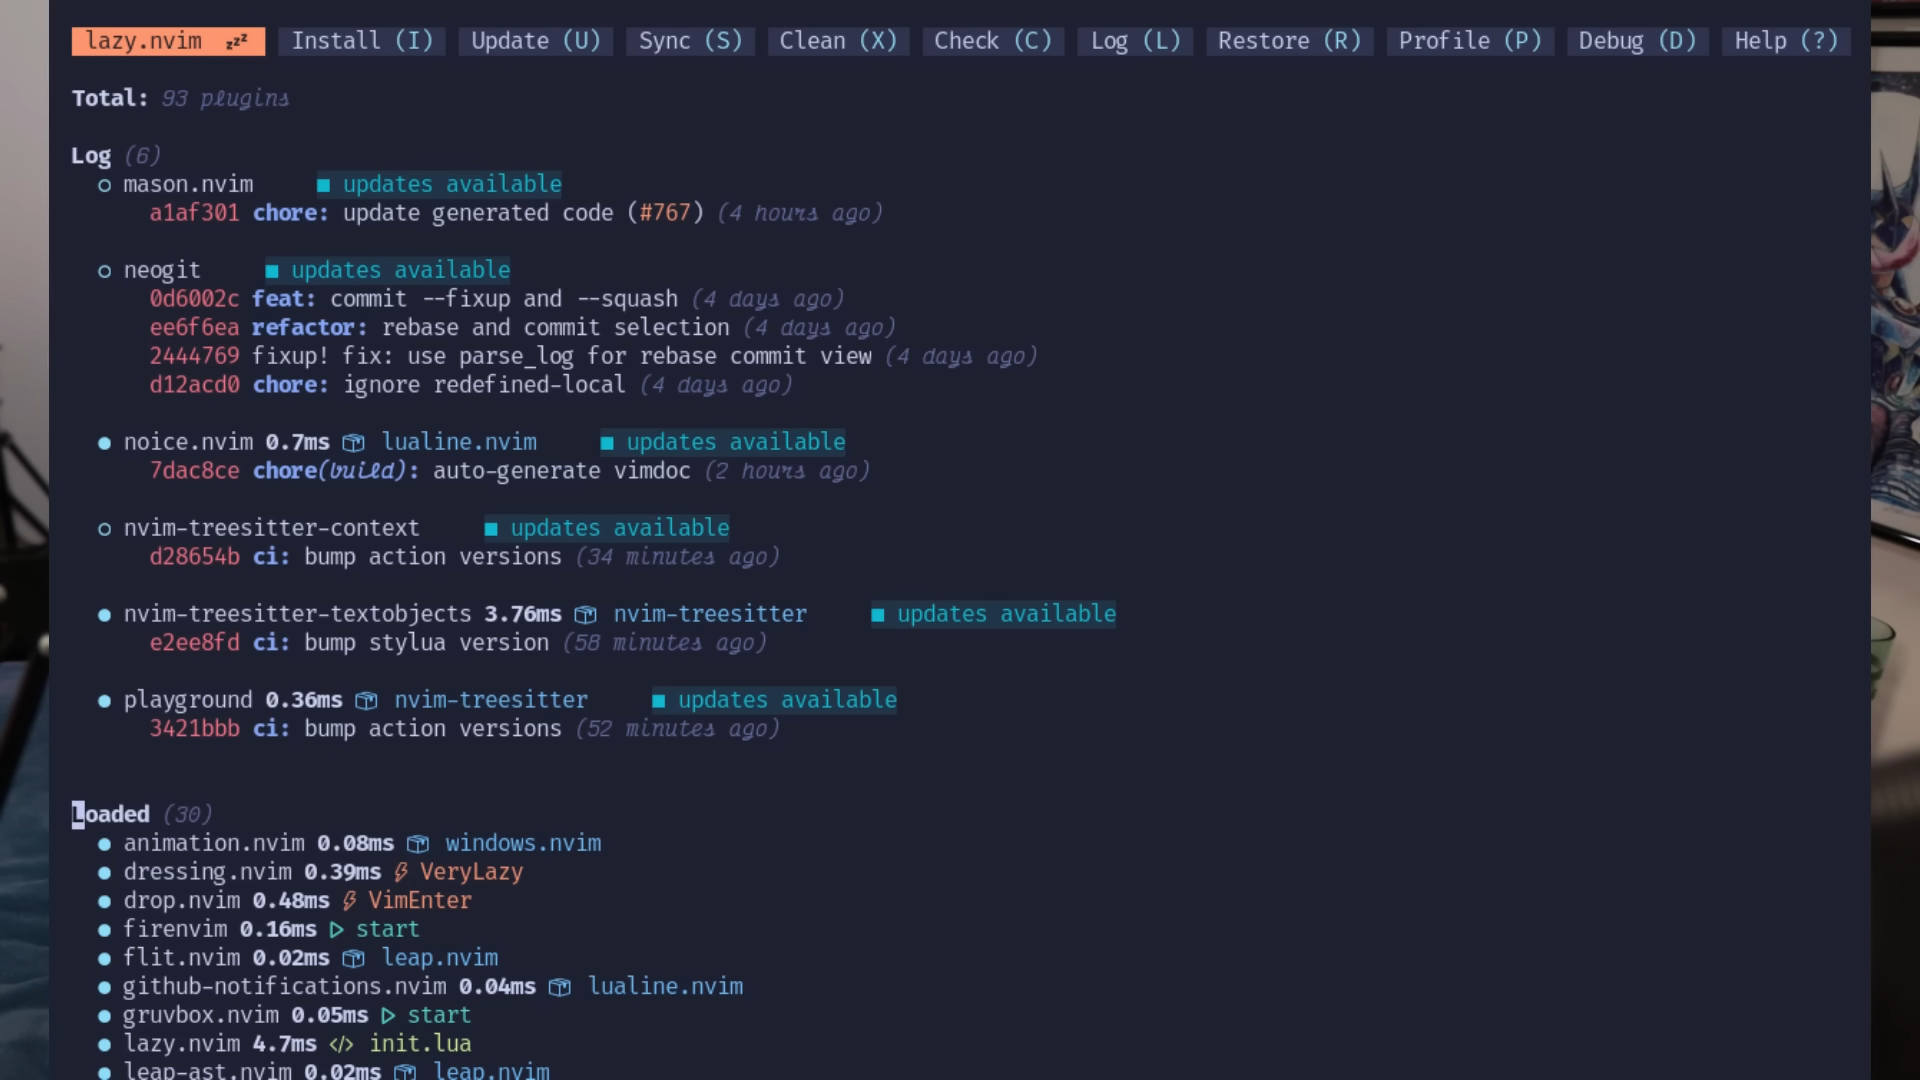 lazy.nvim zzz Install (I) Update (U) Sync (S) Clean (X) Check (C) Log (L) Restore (R) Profile (P) Debug (D) Help (?)
Total: 93 plugins
Log (6)
○ mason.nvim ■ updates available
a1af301 chore: update generated code (#767) (4 hours ago)
○ neogit ■ updates available
0d6002c feat: commit --fixup and --squash (4 days ago)
ee6f6ea refactor: rebase and commit selection (4 days ago)
2444769 fixup! fix: use parse_log for rebase commit view (4 days ago)
d12acd0 chore: ignore redefined-local (4 days ago)
● noice.nvim 0.7ms lualine.nvim ■ updates available
7dac8ce chore(build): auto-generate vimdoc (2 hours ago)
○ nvim-treesitter-context ■ updates available
d28654b ci: bump action versions (34 minutes ago)
● nvim-treesitter-textobjects 3.76ms nvim-treesitter ■ updates available
e2ee8fd ci: bump stylua version (58 minutes ago)
● playground 0.36ms nvim-treesitter ■ updates available
3421bbb ci: bump action versions (52 minutes ago)
Loaded (30)
● animation.nvim 0.08ms windows.nvim
● dressing.nvim 0.39ms VeryLazy
● drop.nvim 0.48ms VimEnter
● firenvim 0.16ms start
● flit.nvim 0.02ms leap.nvim
● github-notifications.nvim 0.04ms lualine.nvim
● gruvbox.nvim 0.05ms start
● lazy.nvim 4.7ms </> init.lua
● leap-ast.nvim 0.02ms leap.nvim